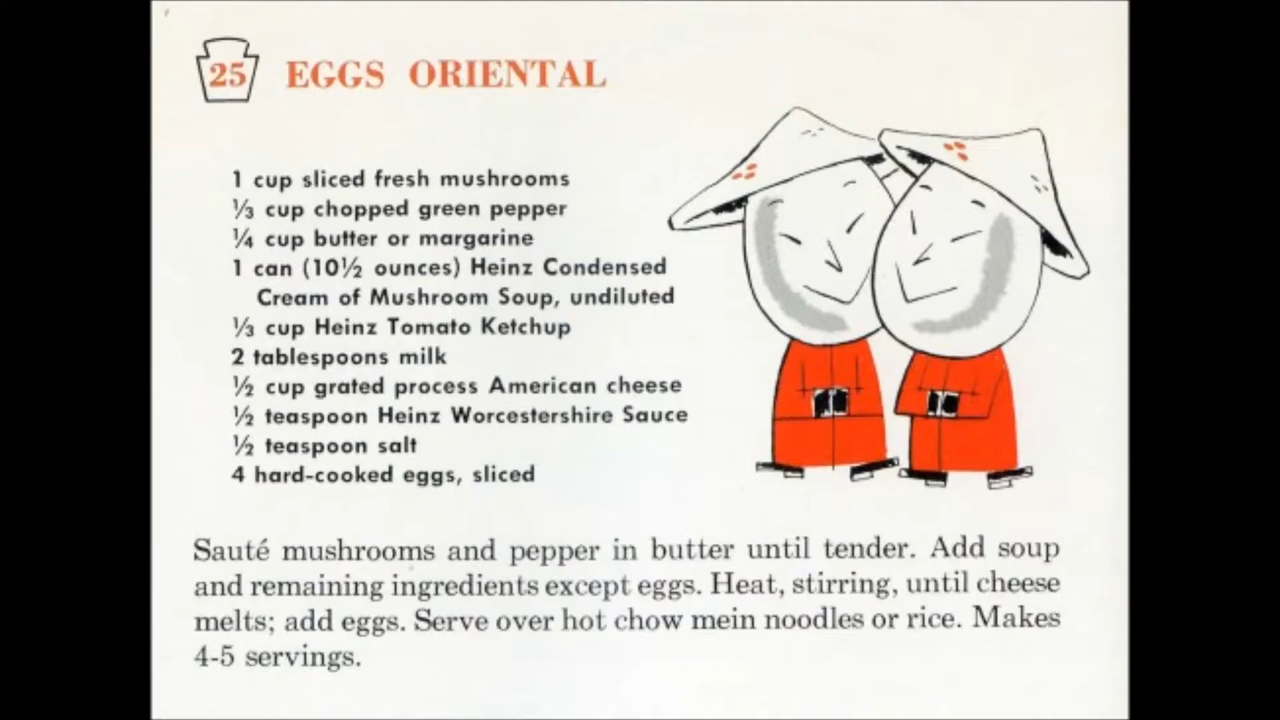 25 EGGS ORIENTAL
1 cup sliced fresh mushrooms
⅓ cup chopped green pepper
¼ cup butter or margarine
1 can (10½ ounces) Heinz Condensed
Cream of Mushroom Soup, undiluted
⅓ cup Heinz Tomato Ketchup
2 tablespoons milk
½ cup grated process American cheese
½ teaspoon Heinz Worcestershire Sauce
½ teaspoon salt
4 hard-cooked eggs, sliced
Sauté mushrooms and pepper in butter until tender. Add soup
and remaining ingredients except eggs. Heat, stirring, until cheese
melts; add eggs. Serve over hot chow mein noodles or rice. Makes
4-5 servings.